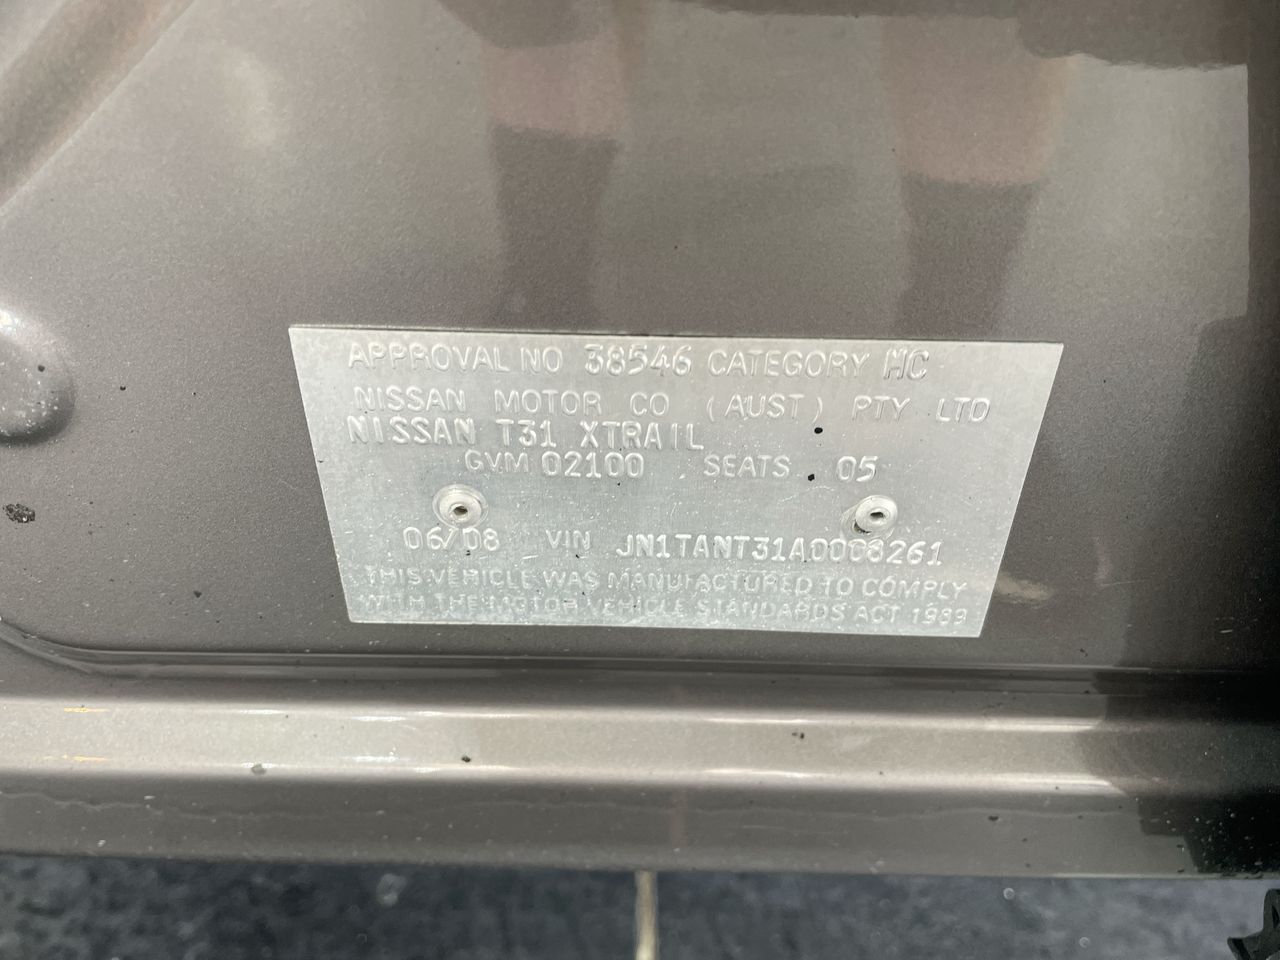 APPROVAL NO 38546 CATEGORY MC
NISSAN MOTOR CO (AUST) PTY LTD
NISSAN T31 XTRAIL
GVM 02100 SEATS 05
06/08 VIN JN1TANT31A0008261
THIS VEHICLE WAS MANUFACTURED TO COMPLY
WITH THE MOTOR VEHICLE STANDARDS ACT 1989